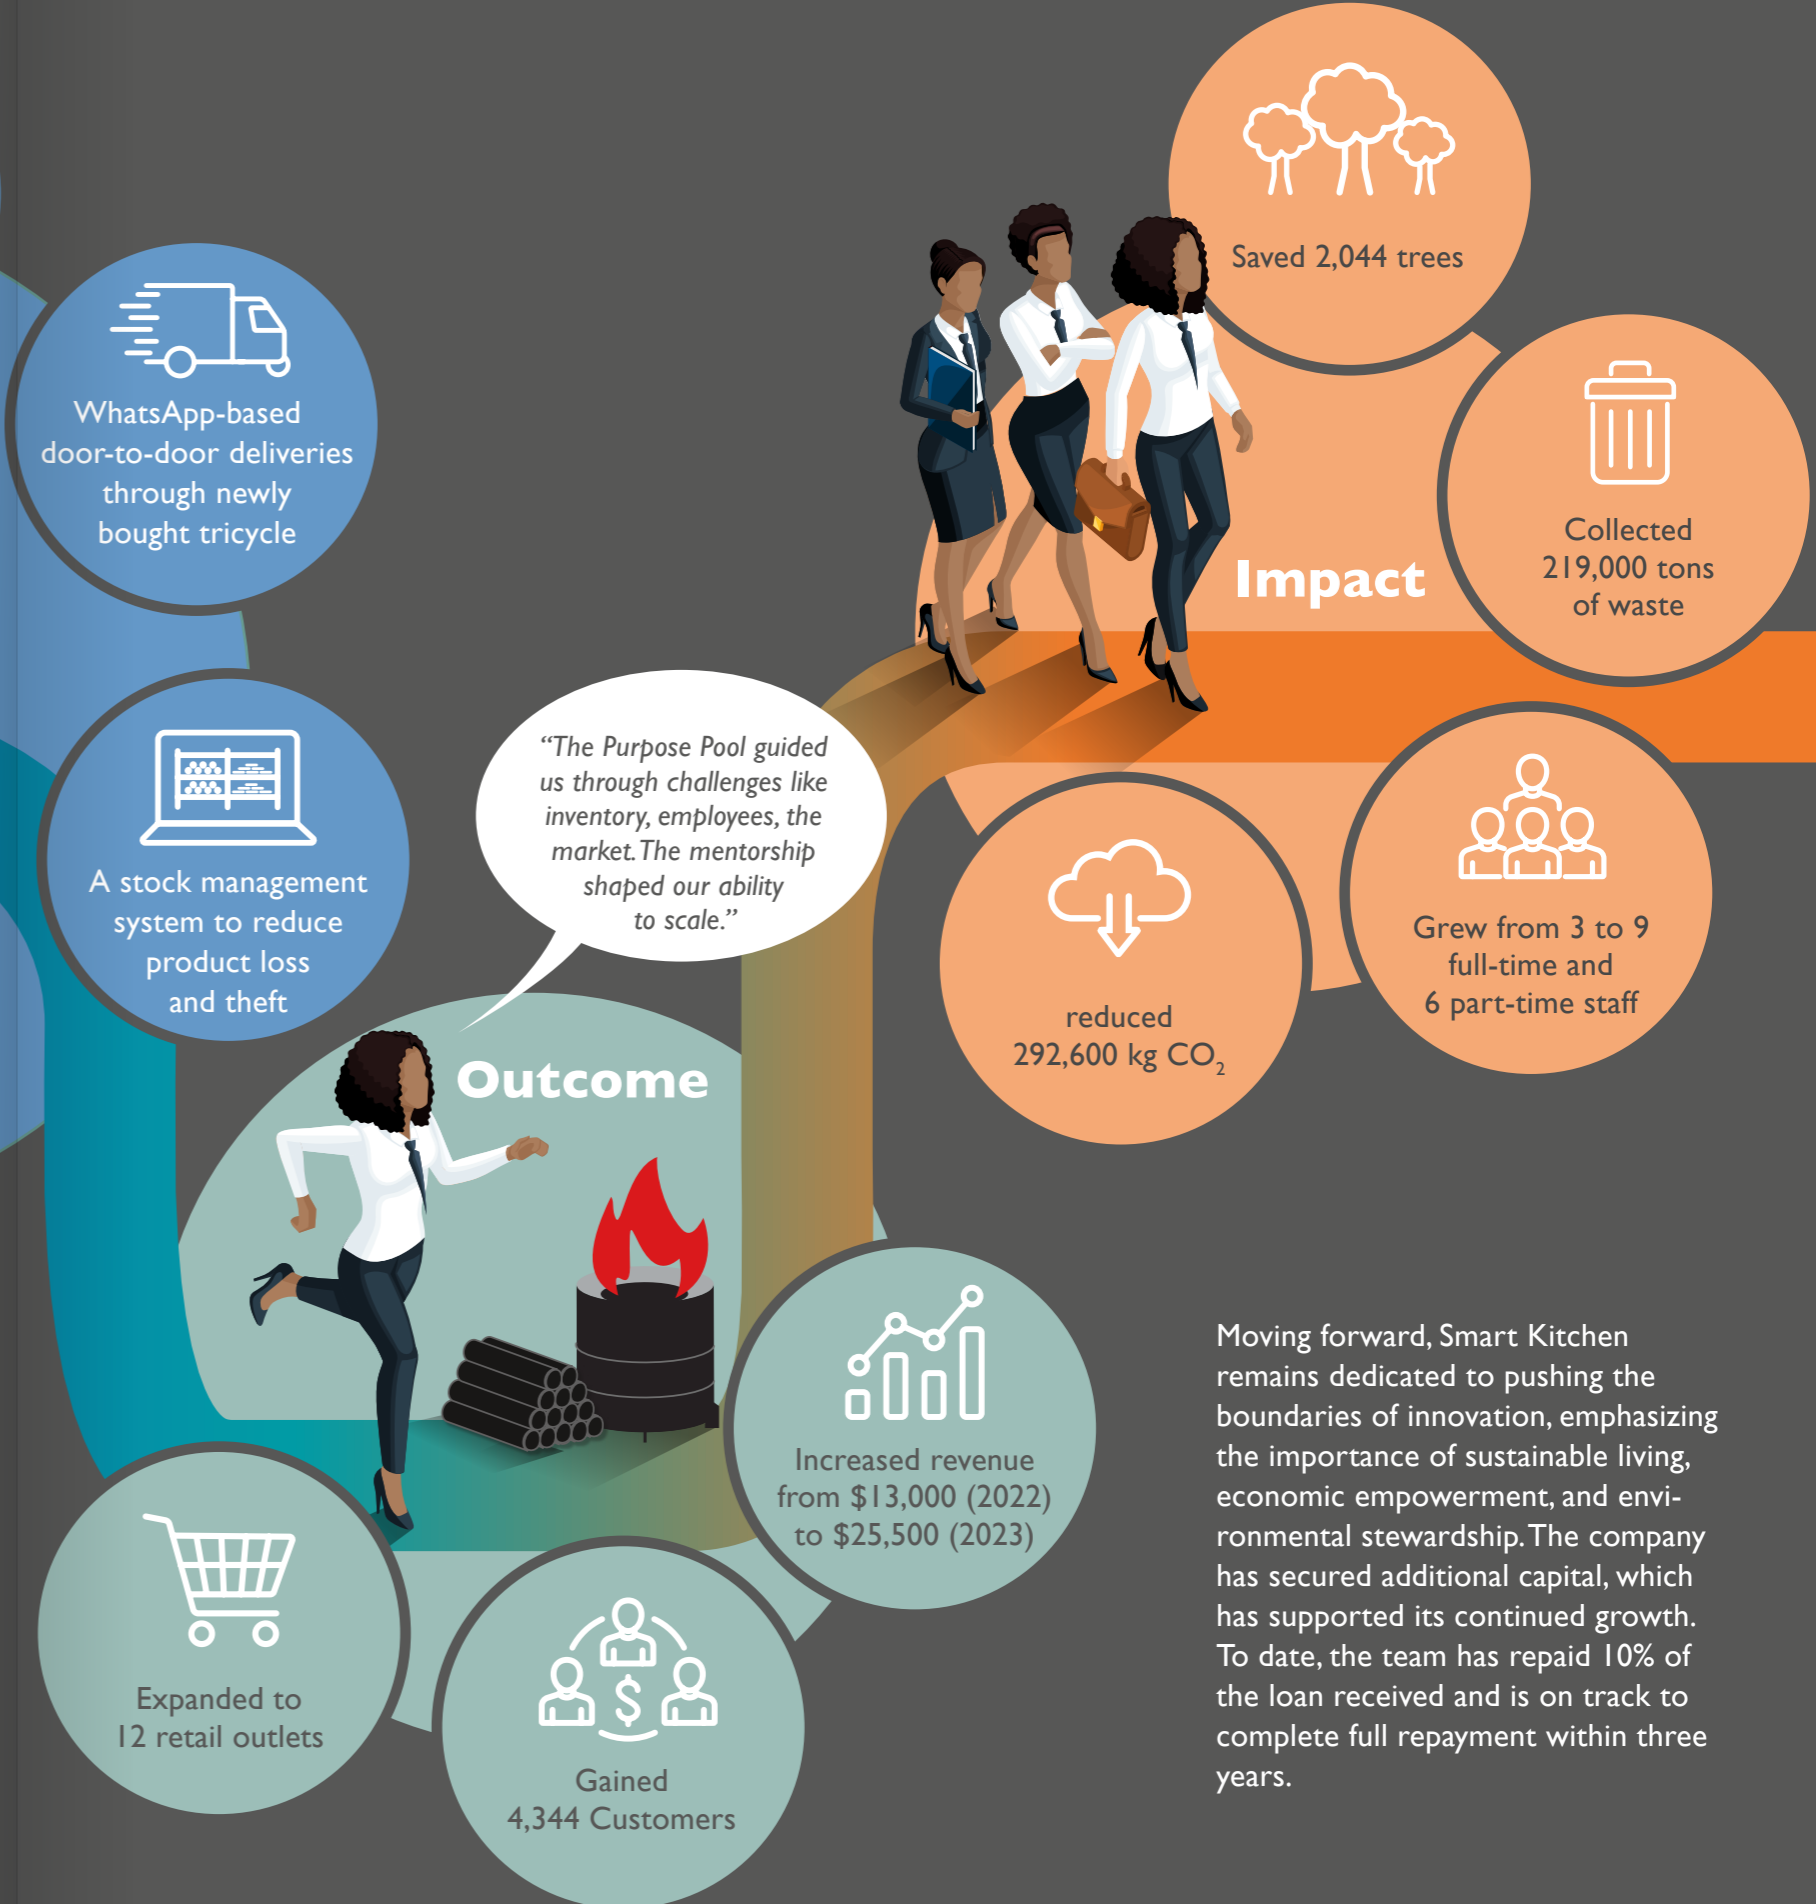 WhatsApp-based
door-to-door deliveries
through newly
bought tricycle
A stock management
system to reduce
product loss
and theft
"The Purpose Pool guided
us through challenges like
inventory, employees, the
market. The mentorship
shaped our ability
to scale."
Outcome
Expanded to
12 retail outlets
Gained
4,344 Customers
Increased revenue
from $13,000 (2022)
to $25,500 (2023)
Impact
Saved 2,044 trees
Collected
219,000 tons
of waste
Grew from 3 to 9
full-time and
6 part-time staff
reduced
292,600 kg CO₂
Moving forward, Smart Kitchen
remains dedicated to pushing the
boundaries of innovation, emphasizing
the importance of sustainable living,
economic empowerment, and envi-
ronmental stewardship. The company
has secured additional capital, which
has supported its continued growth.
To date, the team has repaid 10% of
the loan received and is on track to
complete full repayment within three
years.